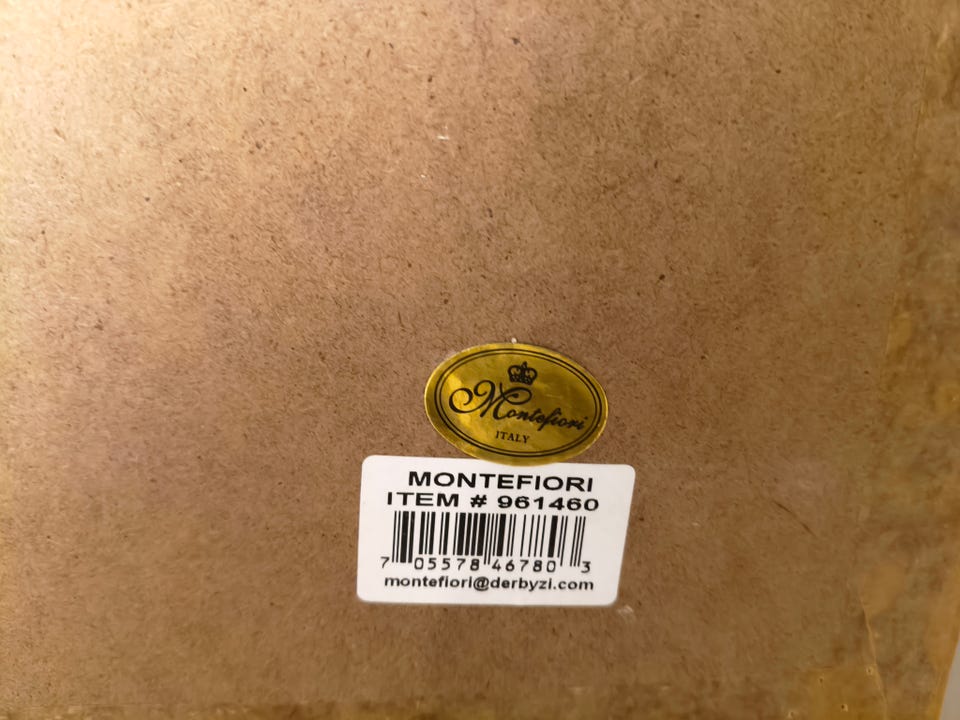 Montefiori
ITALY
MONTEFIORI
ITEM # 961460
7 05578 46780 3
montefiori@derbyzi.com